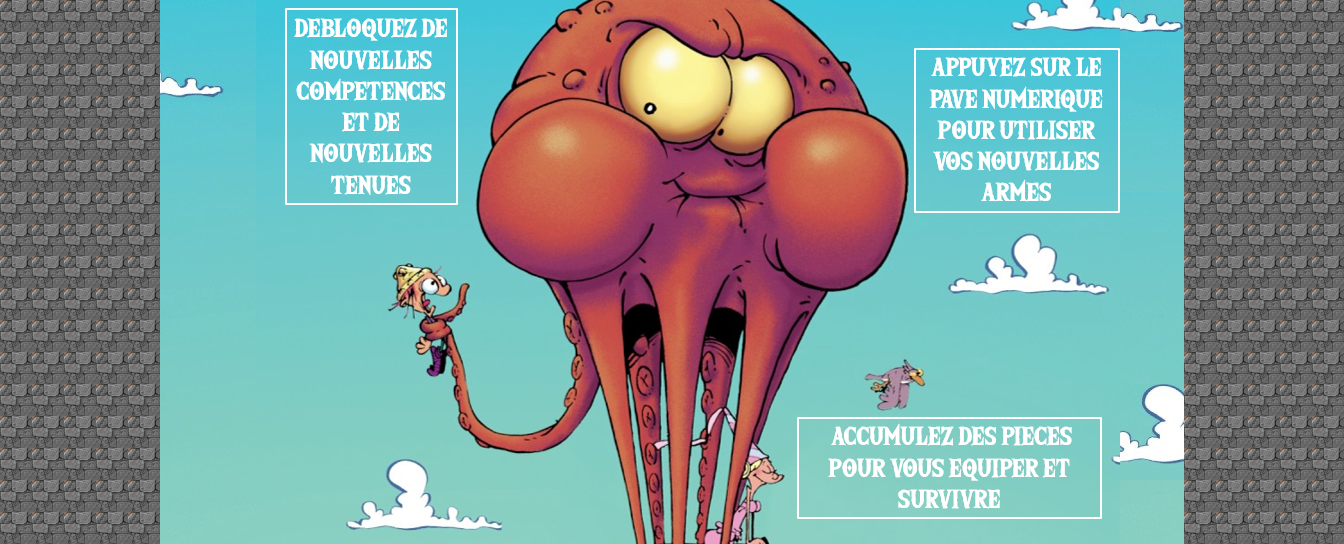 DEBLOQUEZ DE
NOUVELLES
COMPETENCES
ET DE
NOUVELLES
TENUES
APPUYEZ SUR LE
PAVE NUMERIQUE
POUR UTILISER
VOS NOUVELLES
ARMES
ACCUMULEZ DES PIECES
POUR VOUS EQUIPER ET
SURVIVRE